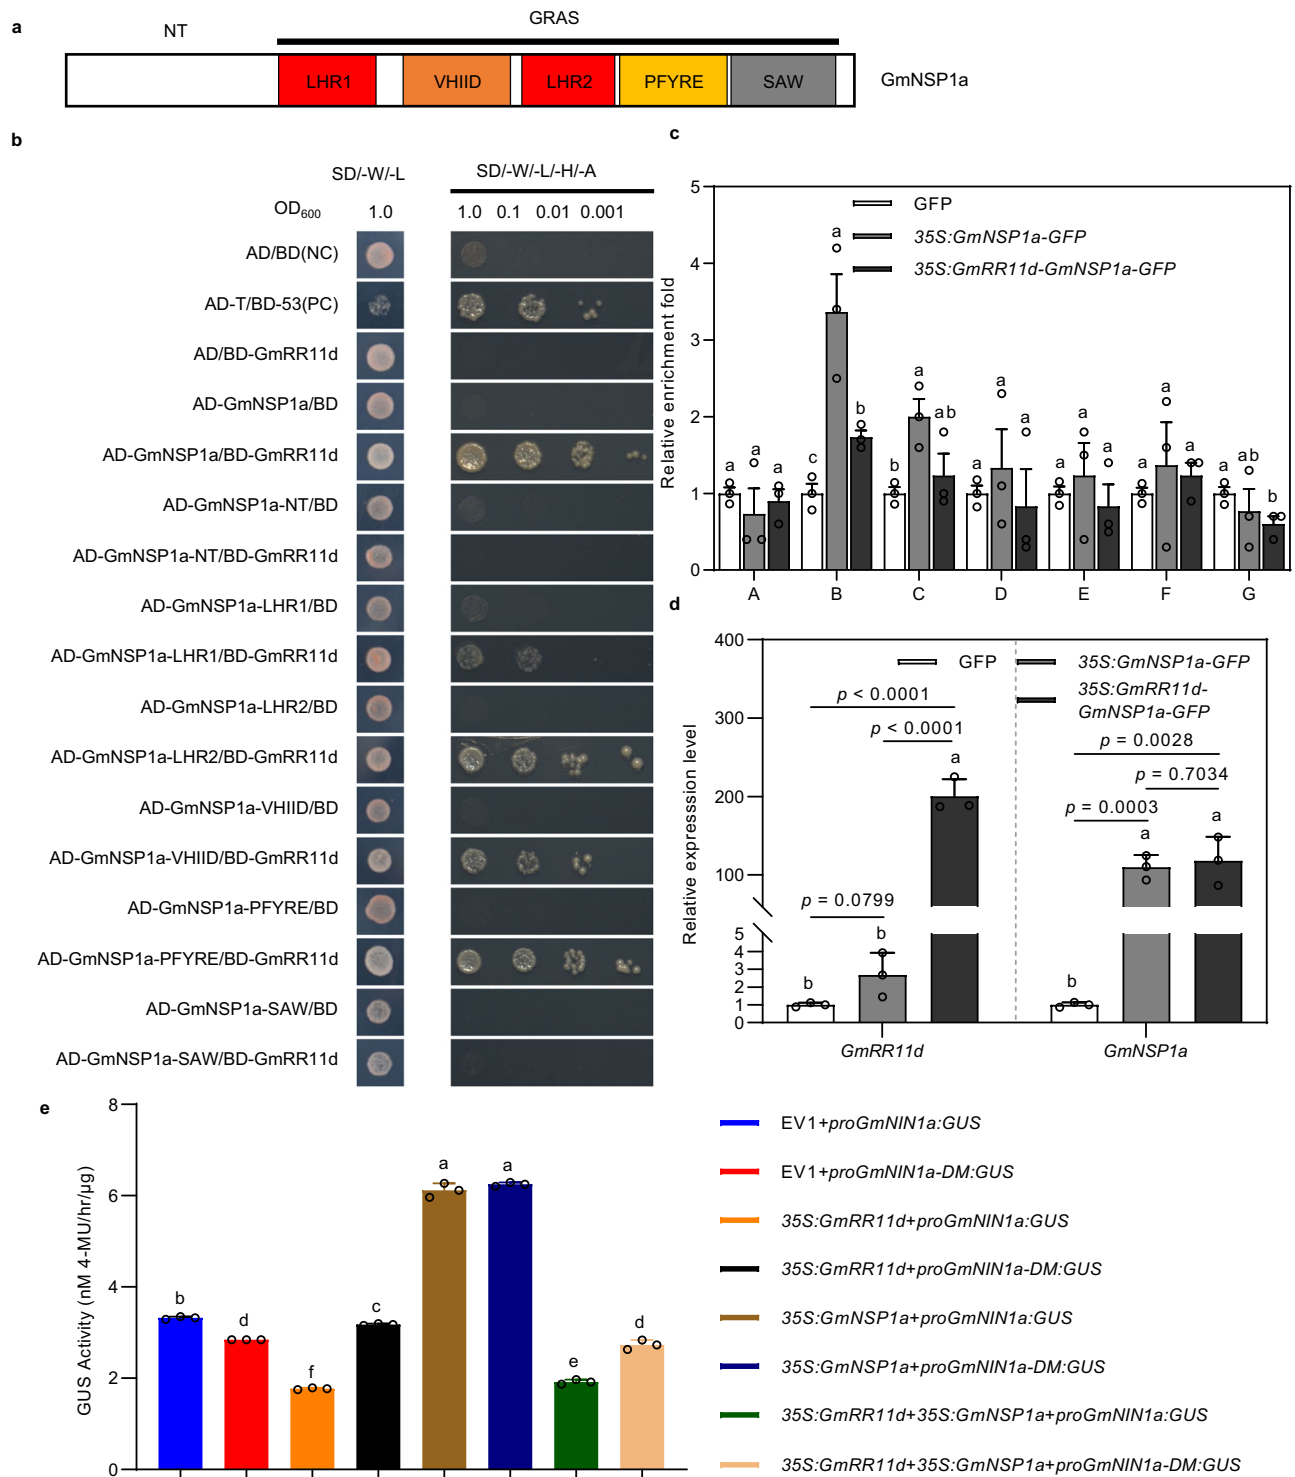 a
NT
GRAS
LHR1
VHIID
LHR2
PFYRE
SAW
GmNSP1a
b
SD/-W/-L
SD/-W/-L/-H/-A
OD600
1.0
1.0 0.1 0.01 0.001
AD/BD(NC)
AD-T/BD-53(PC)
AD/BD-GmRR11d
AD-GmNSP1a/BD
AD-GmNSP1a/BD-GmRR11d
AD-GmNSP1a-NT/BD
AD-GmNSP1a-NT/BD-GmRR11d
AD-GmNSP1a-LHR1/BD
AD-GmNSP1a-LHR1/BD-GmRR11d
AD-GmNSP1a-LHR2/BD
AD-GmNSP1a-LHR2/BD-GmRR11d
AD-GmNSP1a-VHIID/BD
AD-GmNSP1a-VHIID/BD-GmRR11d
AD-GmNSP1a-PFYRE/BD
AD-GmNSP1a-PFYRE/BD-GmRR11d
AD-GmNSP1a-SAW/BD
AD-GmNSP1a-SAW/BD-GmRR11d
c
Relative enrichment fold
5
4
3
2
1
0
GFP
35S:GmNSP1a-GFP
35S:GmRR11d-GmNSP1a-GFP
a a a
c a b
b a ab
a a a
a a a
a a a
a ab b
A B C D E F G
d
Relative expresssion level
400
300
200
100
5
4
3
2
1
0
GFP
35S:GmNSP1a-GFP
35S:GmRR11d-
GmNSP1a-GFP
p < 0.0001
p < 0.0001
p = 0.0799
b b a
p = 0.0028
p = 0.7034
p = 0.0003
b a a
GmRR11d
GmNSP1a
e
GUS Activity (nM 4-MU/hr/μg)
8
6
4
2
0
b d f c a a e d
EV1+proGmNIN1a:GUS
EV1+proGmNIN1a-DM:GUS
35S:GmRR11d+proGmNIN1a:GUS
35S:GmRR11d+proGmNIN1a-DM:GUS
35S:GmNSP1a+proGmNIN1a:GUS
35S:GmNSP1a+proGmNIN1a-DM:GUS
35S:GmRR11d+35S:GmNSP1a+proGmNIN1a:GUS
35S:GmRR11d+35S:GmNSP1a+proGmNIN1a-DM:GUS